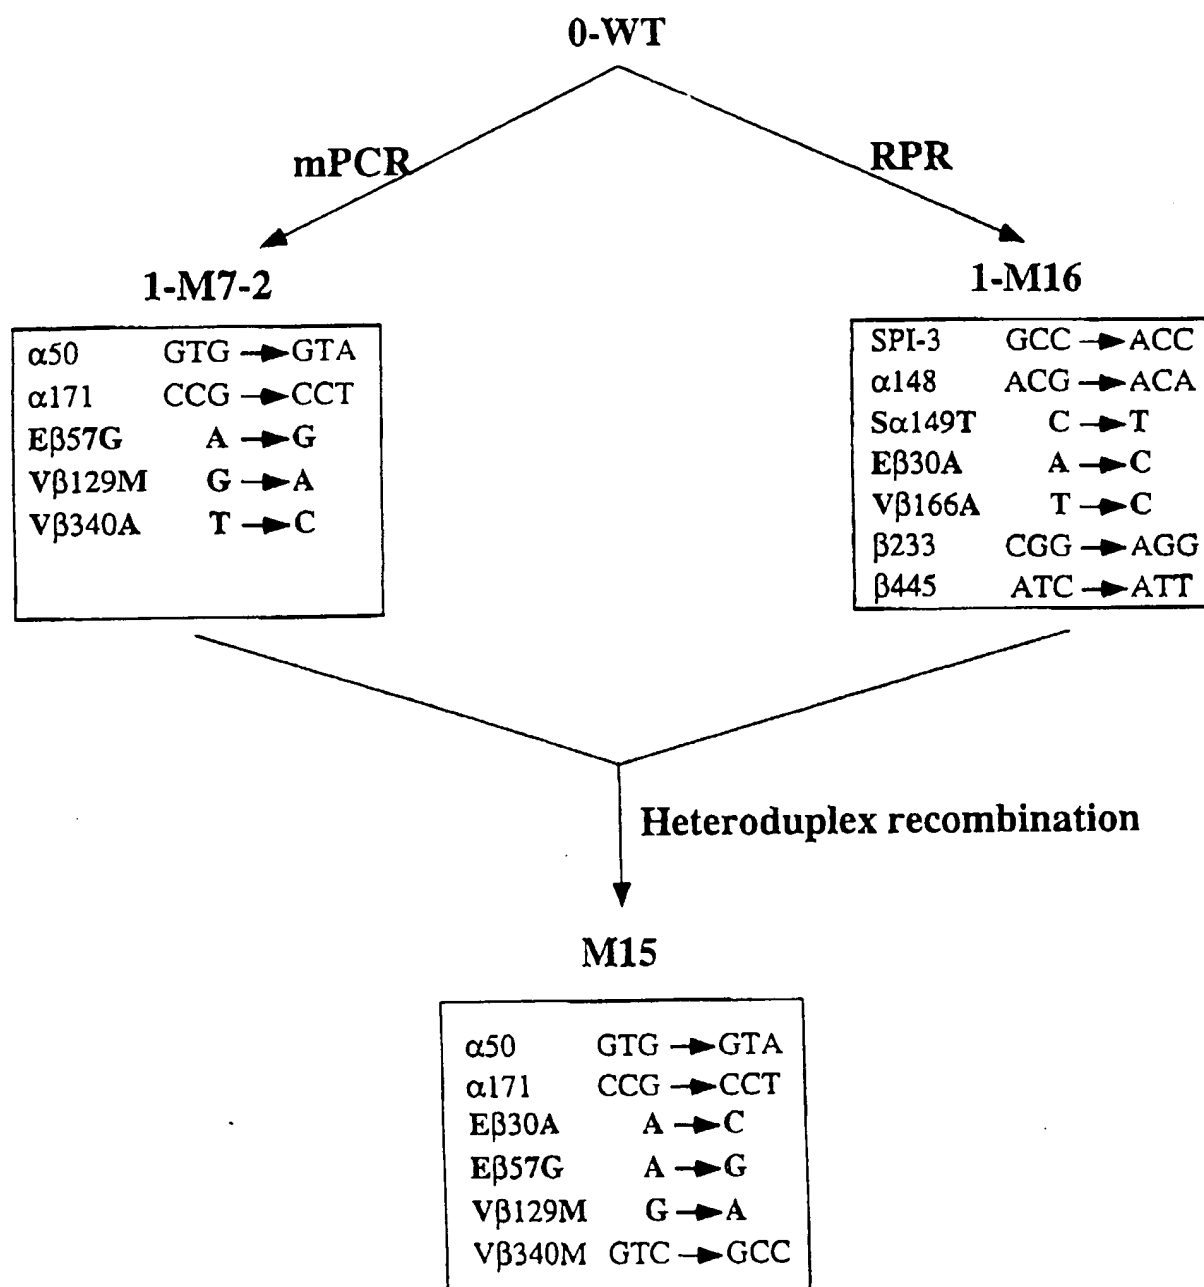 0-WT
mPCR
RPR
1-M7-2
α50 GTG → GTA
α171 CCG → CCT
Eβ57G A → G
Vβ129M G → A
Vβ340A T → C
1-M16
SPI-3 GCC → ACC
α148 ACG → ACA
Sα149T C → T
Eβ30A A → C
Vβ166A T → C
β233 CGG → AGG
β445 ATC → ATT
Heteroduplex recombination
M15
α50 GTG → GTA
α171 CCG → CCT
Eβ30A A → C
Eβ57G A → G
Vβ129M G → A
Vβ340M GTC → GCC